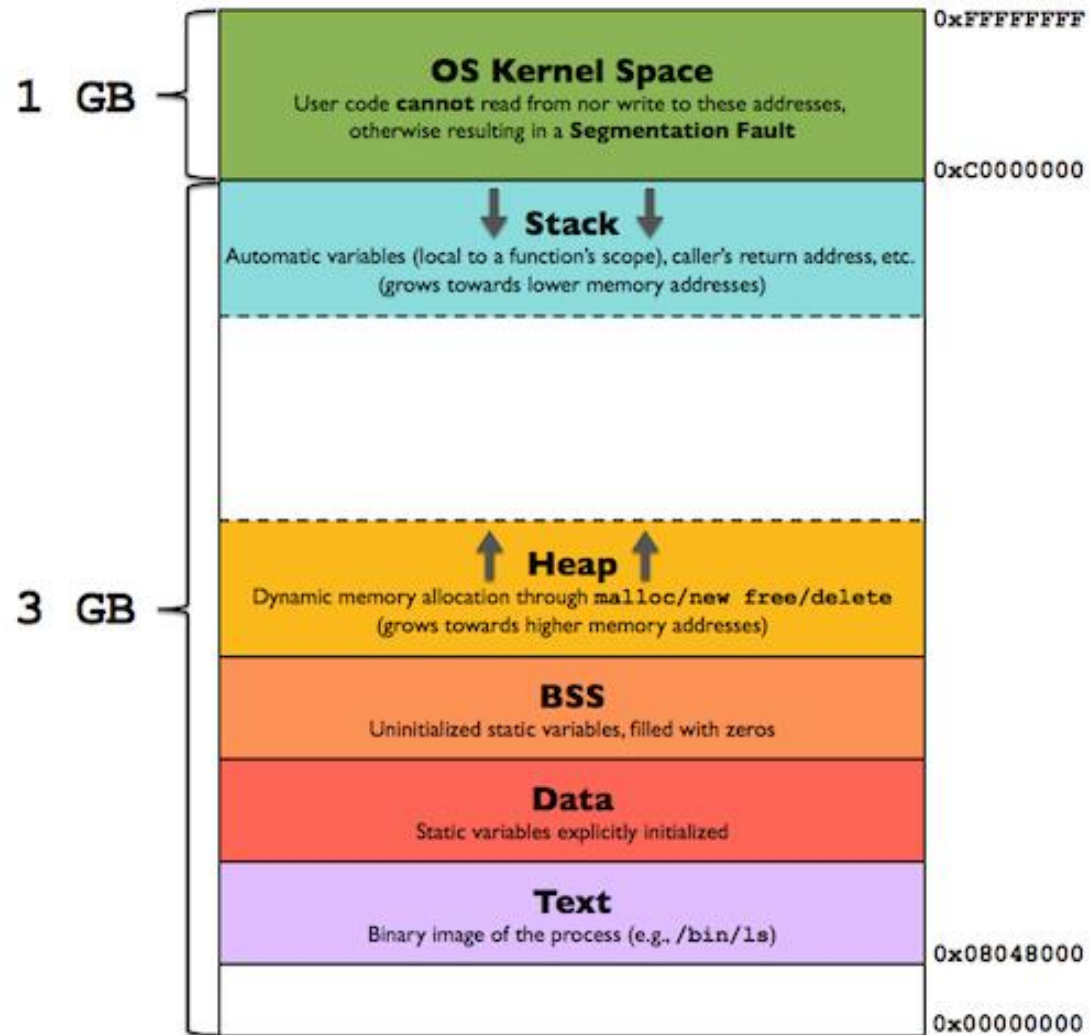 0xFFFFFFFF
1 GB
OS Kernel Space
User code cannot read from nor write to these addresses,
otherwise resulting in a Segmentation Fault
0xC0000000
Stack
Automatic variables (local to a function's scope), caller's return address, etc.
(grows towards lower memory addresses)
3 GB
Heap
Dynamic memory allocation through malloc/new free/delete
(grows towards higher memory addresses)
BSS
Uninitialized static variables, filled with zeros
Data
Static variables explicitly initialized
Text
Binary image of the process (e.g., /bin/ls)
0x08048000
0x00000000